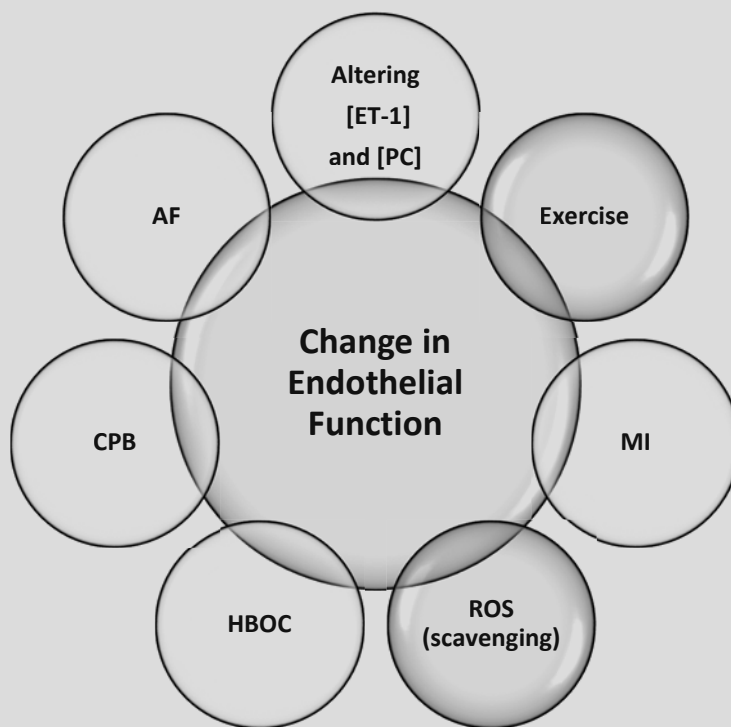 Altering
[ET-1]
and [PC]
AF
Exercise
Change in
Endothelial
Function
CPB
MI
HBOC
ROS
(scavenging)